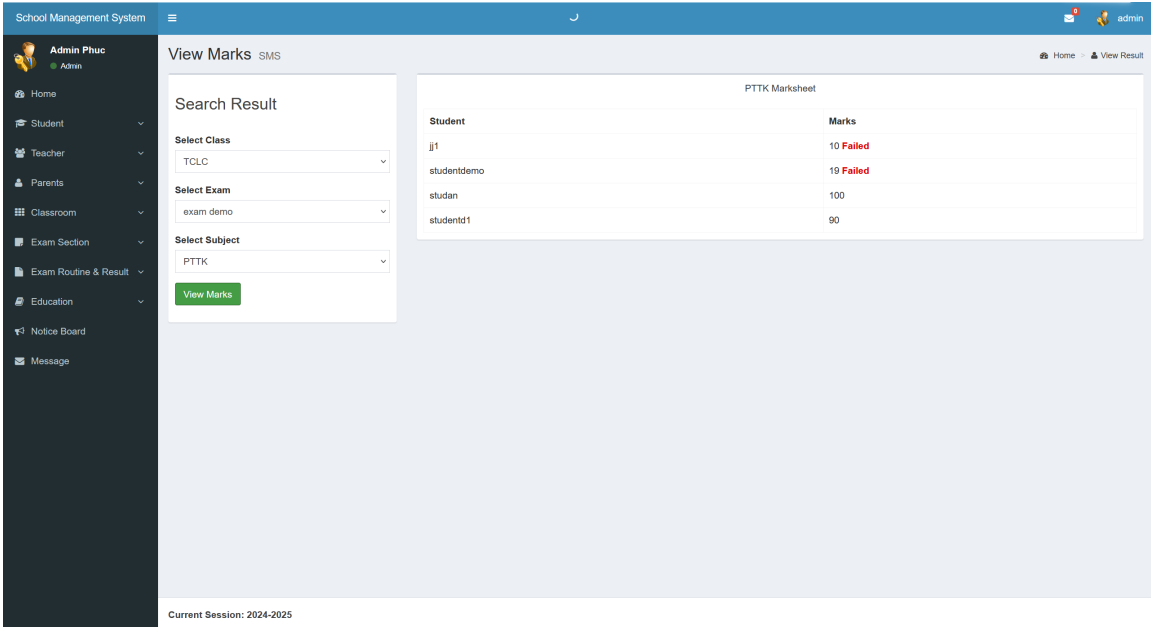 School Management System
0
admin
Admin Phuc
Admin
Home
Student
Teacher
Parents
Classroom
Exam Section
Exam Routine & Result
Education
Notice Board
Message
View Marks SMS
Home > View Result
Search Result
Select Class
TCLC
Select Exam
exam demo
Select Subject
PTTK
View Marks
PTTK Marksheet
Student Marks
jj1 10 Failed
studentdemo 19 Failed
studan 100
studentd1 90
Current Session: 2024-2025